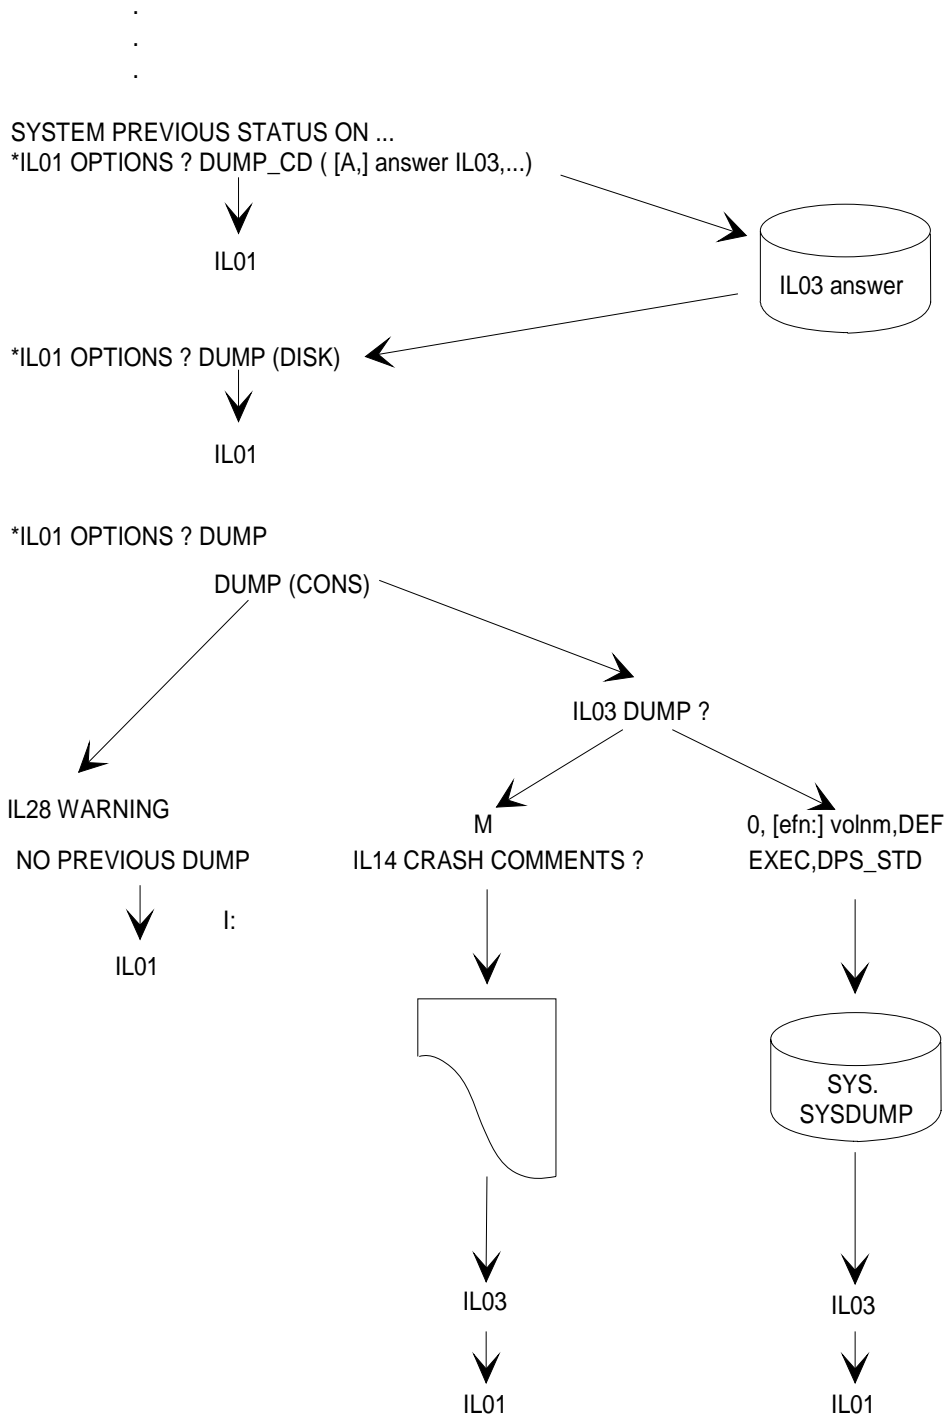 .
.
.
SYSTEM PREVIOUS STATUS ON ...
*IL01 OPTIONS ? DUMP_CD ( [A,] answer IL03,...)
IL01
IL03 answer
*IL01 OPTIONS ? DUMP (DISK)
IL01
*IL01 OPTIONS ? DUMP
DUMP (CONS)
IL03 DUMP ?
IL28 WARNING
NO PREVIOUS DUMP
I:
IL01
M
IL14 CRASH COMMENTS ?
0, [efn:] volnm,DEF
EXEC,DPS_STD
SYS.
SYSDUMP
IL03
IL03
IL01
IL01